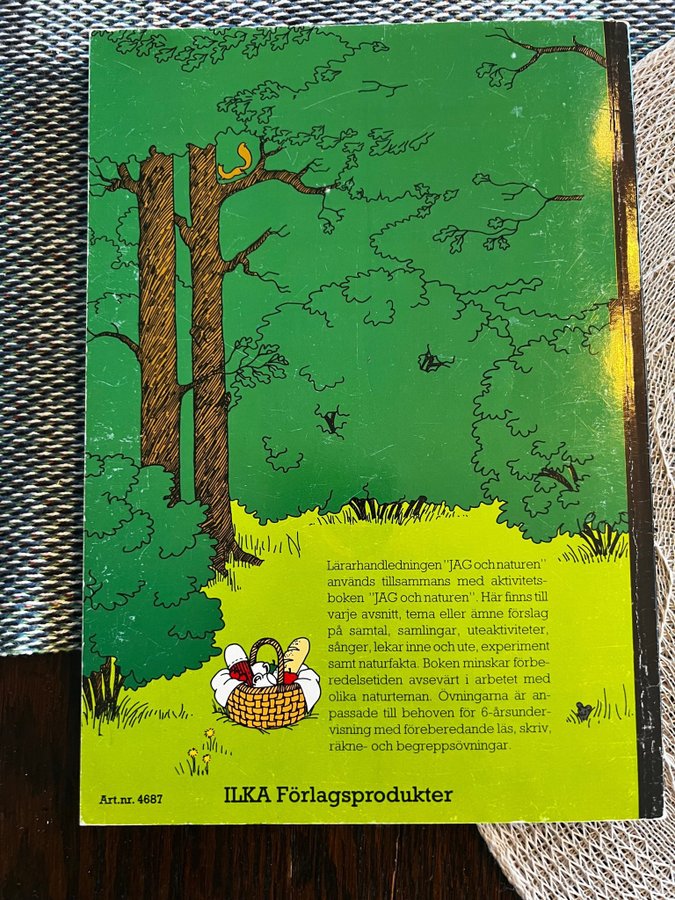 Lärarhandledningen "JAG och naturen"
används tillsammans med aktivitets-
boken "JAG och naturen". Här finns till
varje avsnitt, tema eller ämne förslag
på samtal, samlingar, uteaktiviteter,
sånger, lekar inne och ute, experiment
samt naturfakta. Boken minskar förbe-
redelsetiden avsevärt i arbetet med
olika naturteman. Övningarna är an-
passade till behoven för 6-årsunder-
visning med förberedande läs, skriv,
räkne- och begreppsövningar.
Art.nr. 4687
ILKA Förlagsprodukter